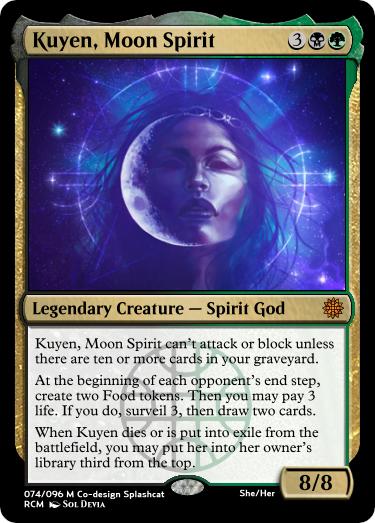 Kuyen, Moon Spirit 3
Legendary Creature — Spirit God
Kuyen, Moon Spirit can't attack or block unless
there are ten or more cards in your graveyard.
At the beginning of each opponent's end step,
create two Food tokens. Then you may pay 3
life. If you do, surveil 3, then draw two cards.
When Kuyen dies or is put into exile from the
battlefield, you may put her into her owner's
library third from the top.
8/8
074/096 M Co-design Splashcat She/Her
RCM Sol Devia